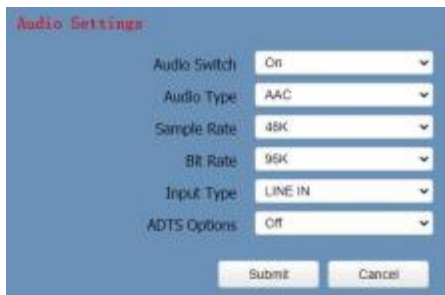 Audio Settings
Audio Switch On
Audio Type AAC
Sample Rate 48K
Bit Rate 96K
Input Type LINE IN
ADTS Options Off
Submit Cancel